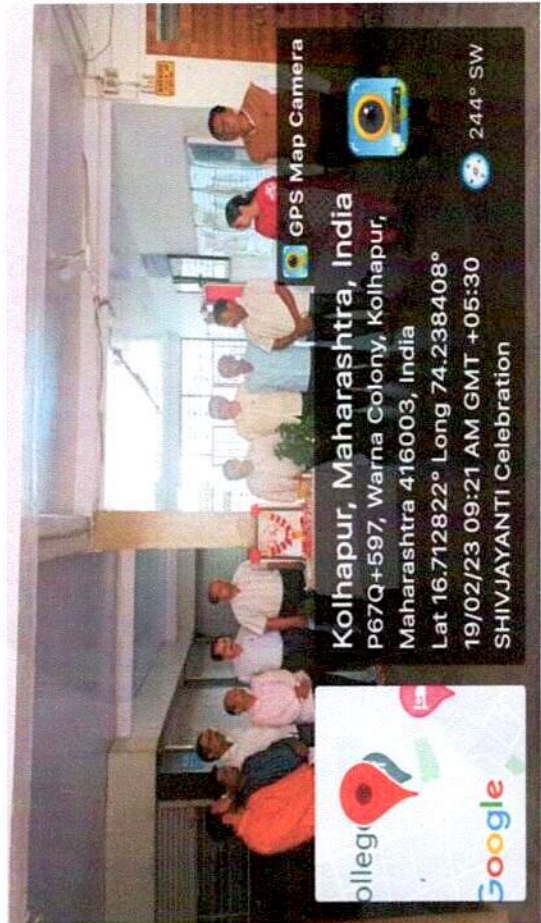 GPS Map Camera
Kolhapur, Maharashtra, India
P67Q+597, Warna Colony, Kolhapur,
Maharashtra 416003, India
Lat 16.712822° Long 74.238408°
19/02/23 09:21 AM GMT +05:30
SHIVJAYANTI Celebration
244° SW
olleg
Google